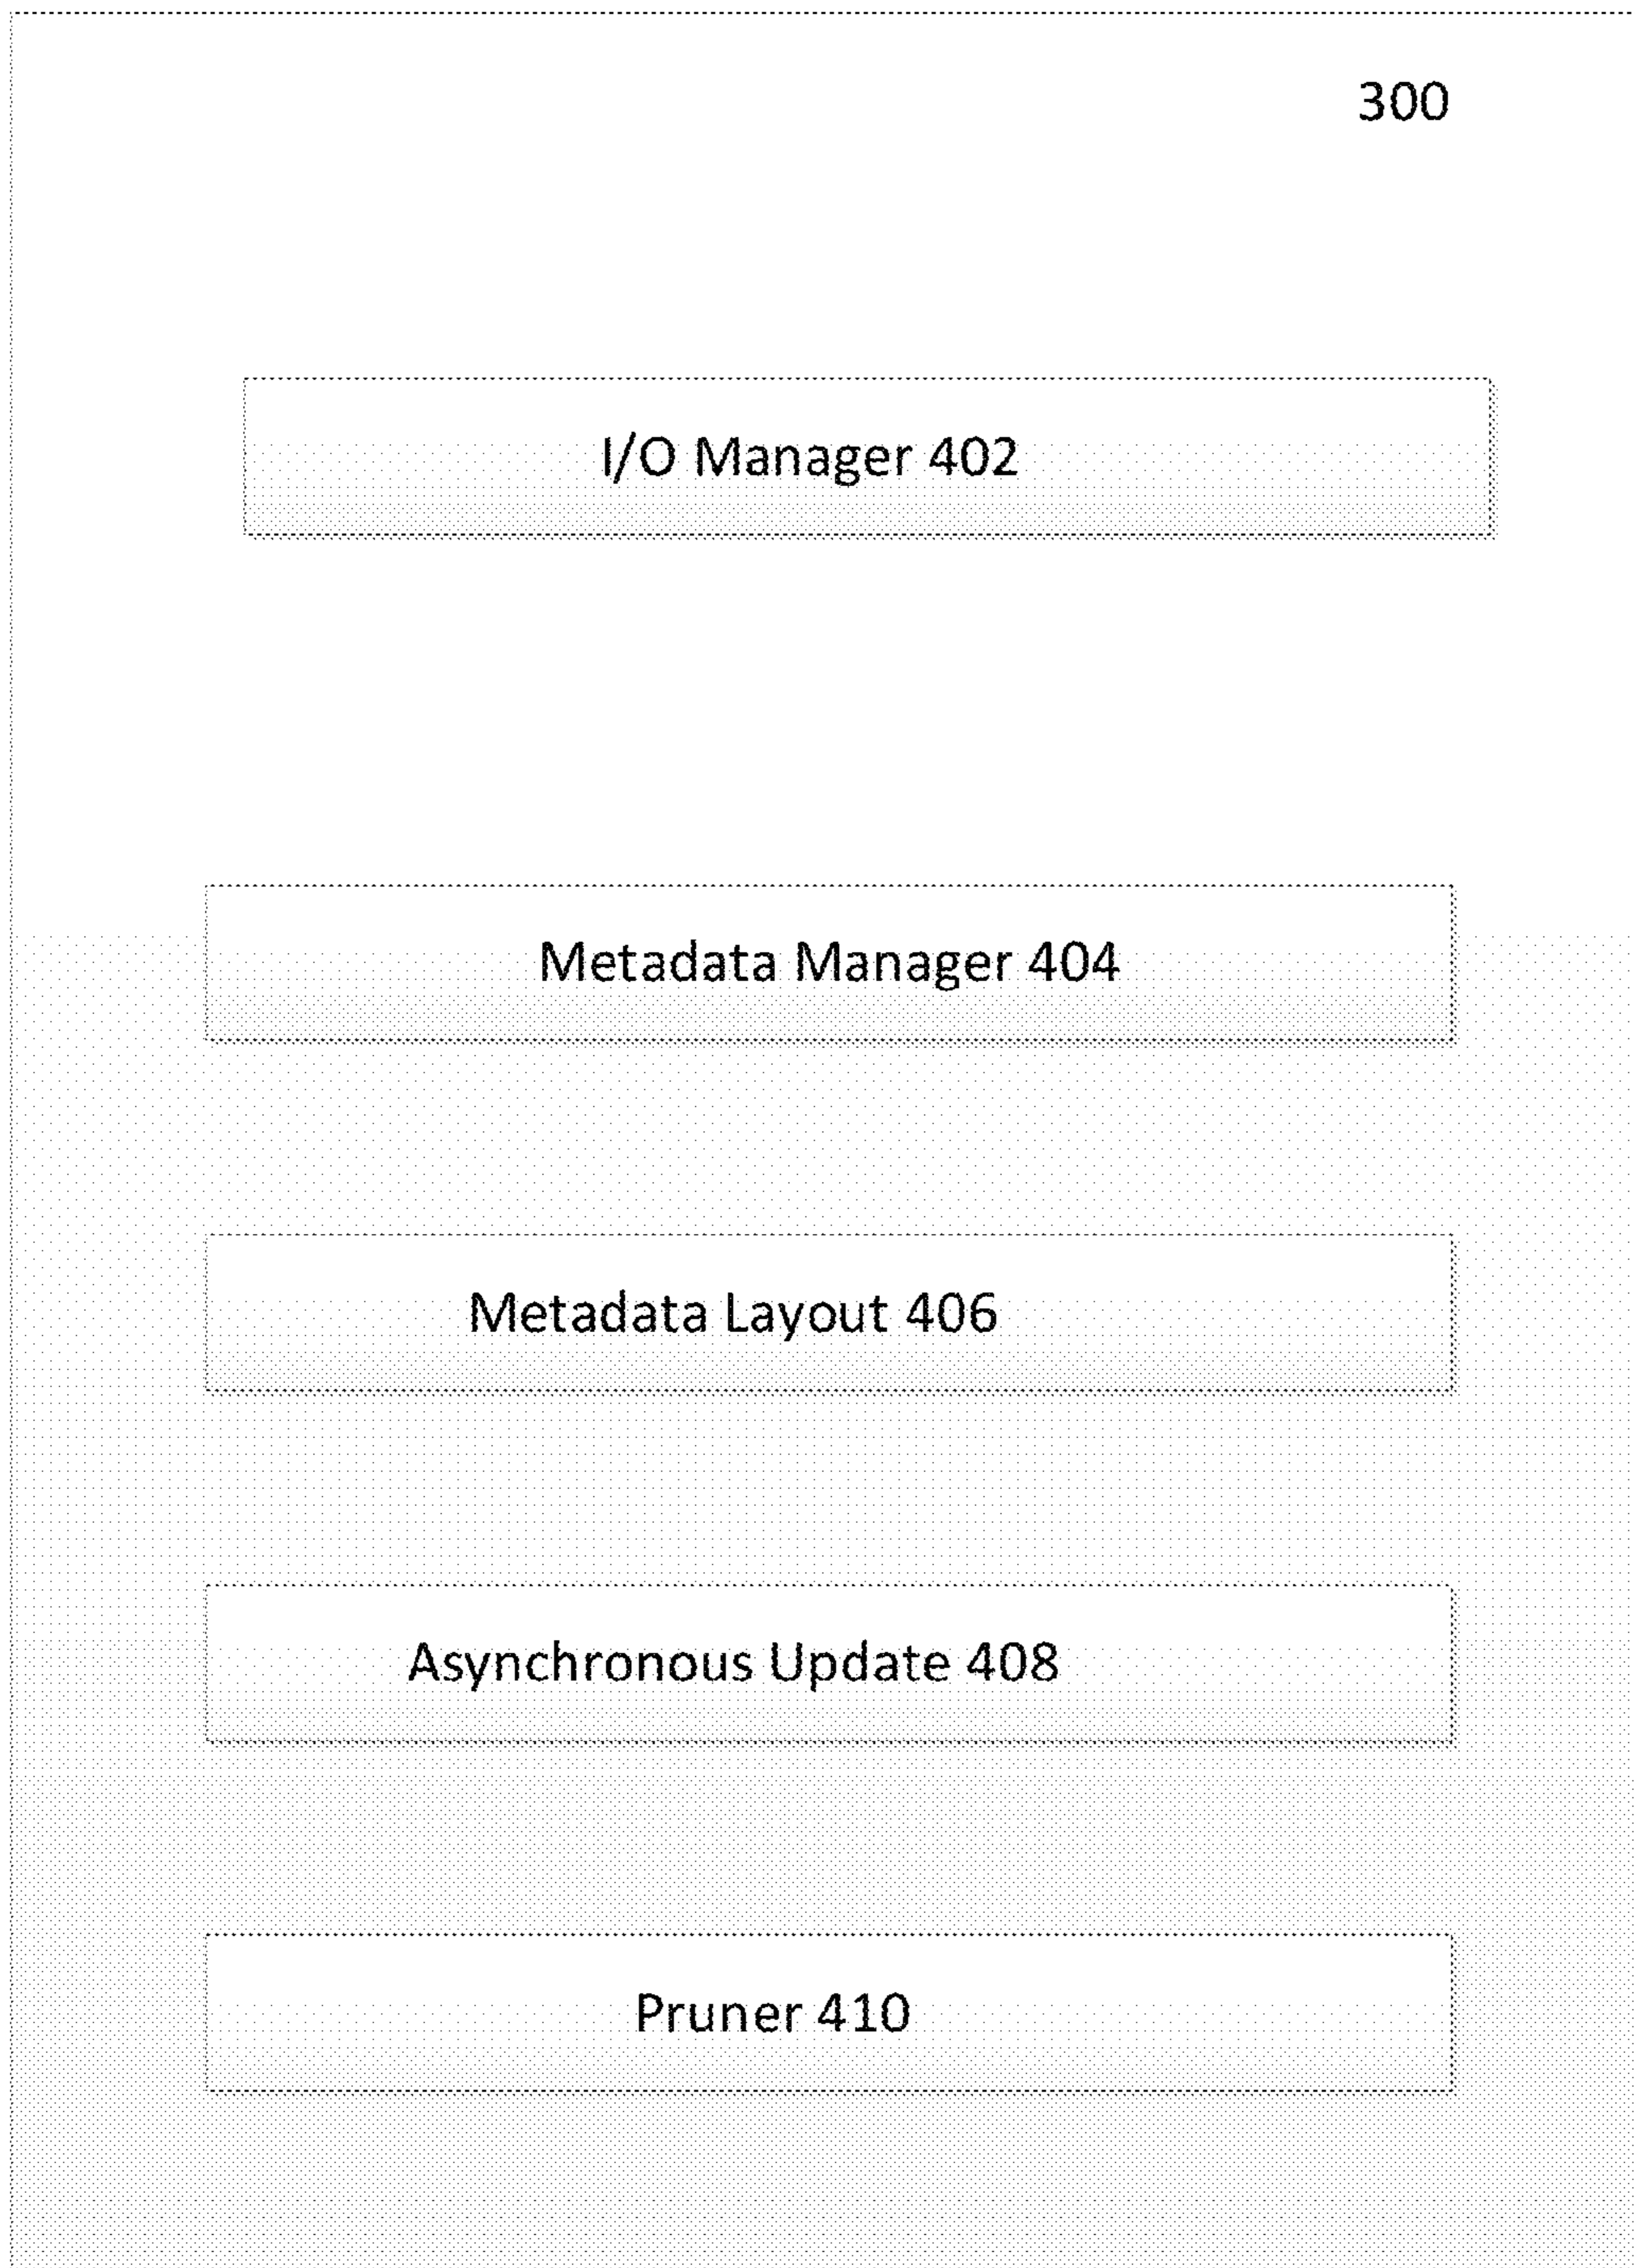 300
I/O Manager 402
Metadata Manager 404
Metadata Layout 406
Asynchronous Update 408
Pruner 410